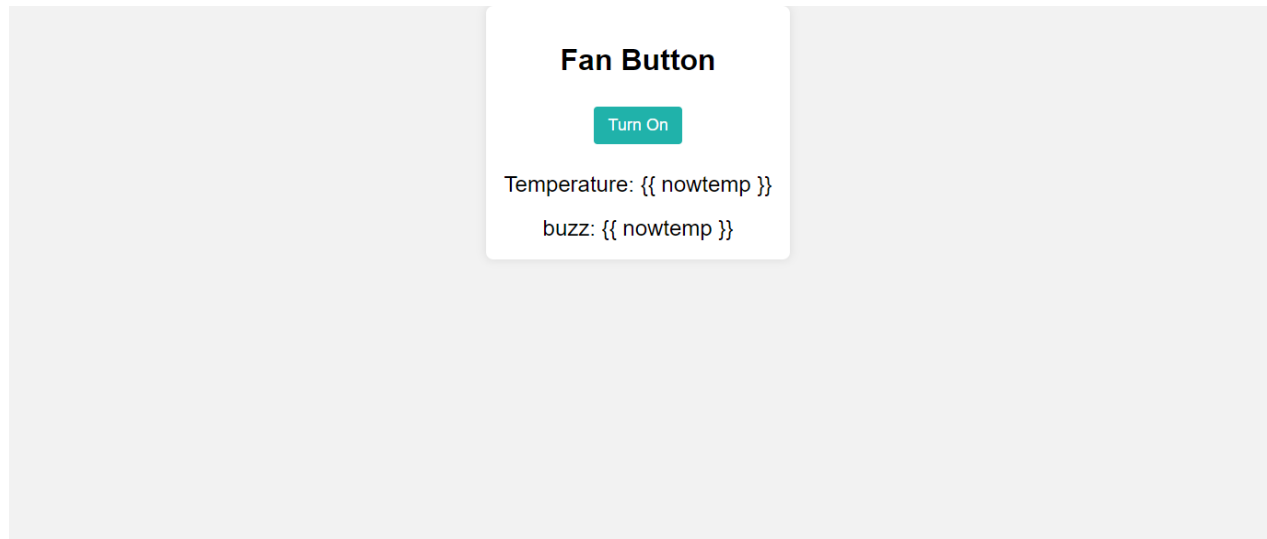 Fan Button
Turn On
Temperature: {{ nowtemp }}
buzz: {{ nowtemp }}